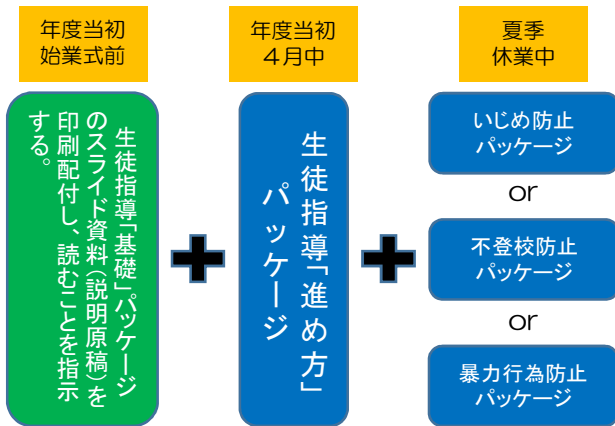 年度当初
始業式前
生徒指導「基礎」パッケージ
のスライド資料（説明原稿）を
印刷配付し、読むことを指示
する。
年度当初
４月中
生徒指導「進め方」
パッケージ
夏季
休業中
いじめ防止
パッケージ
or
不登校防止
パッケージ
or
暴力行為防止
パッケージ